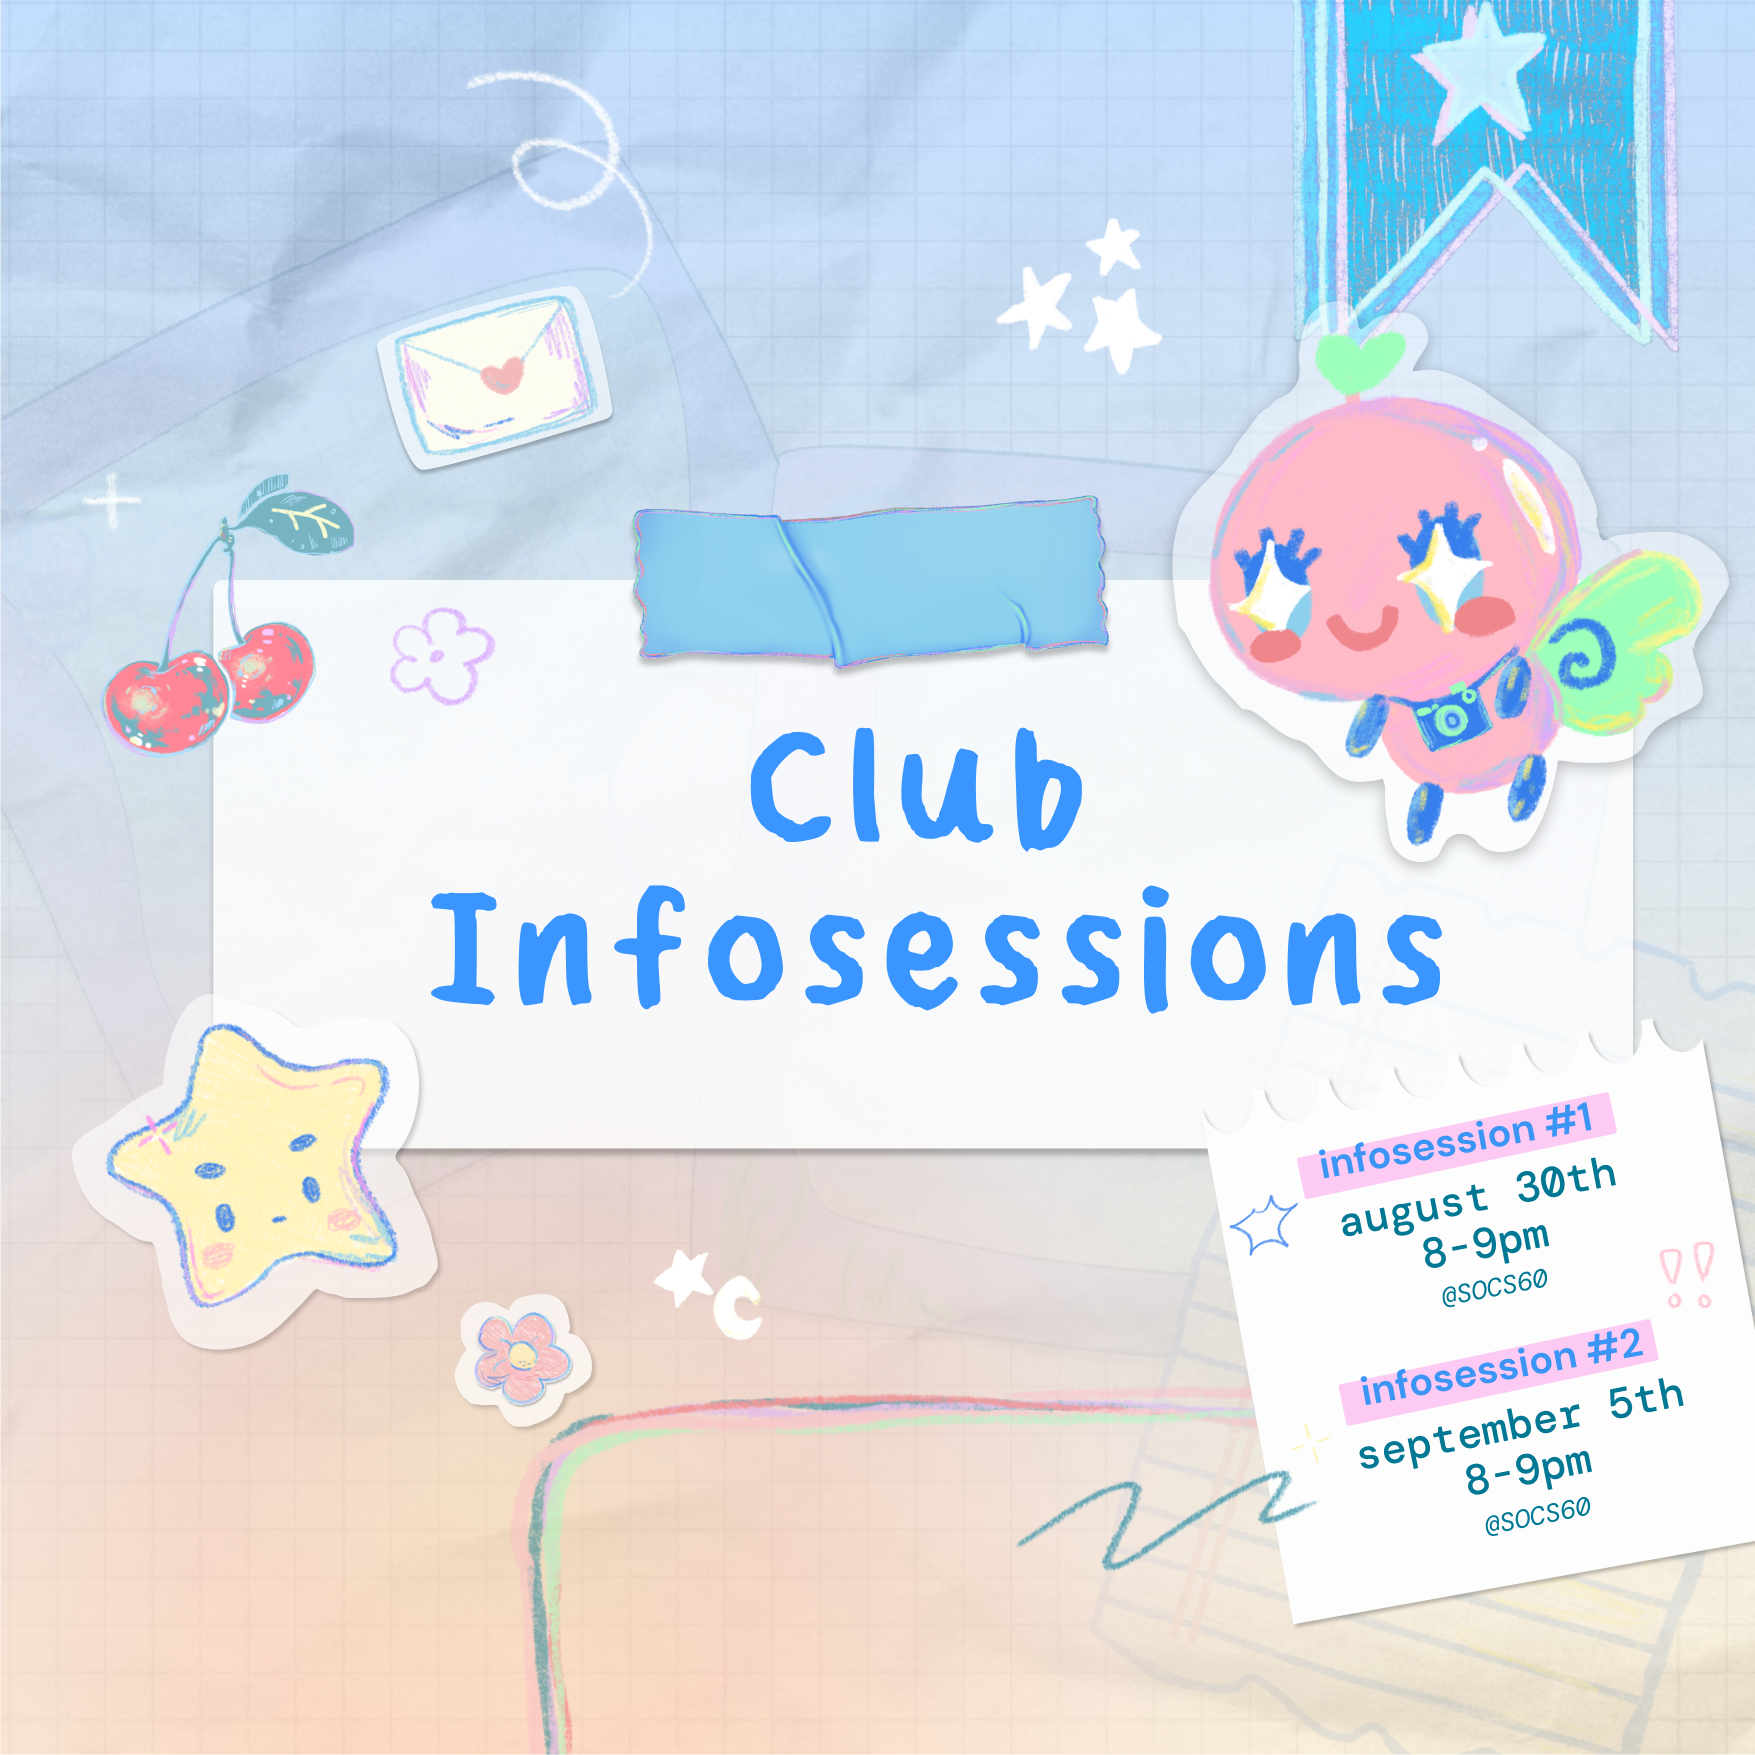 Club
Infosessions
infosession #1
august 30th
8-9pm
@SOCS60
infosession #2
september 5th
8-9pm
@SOCS60